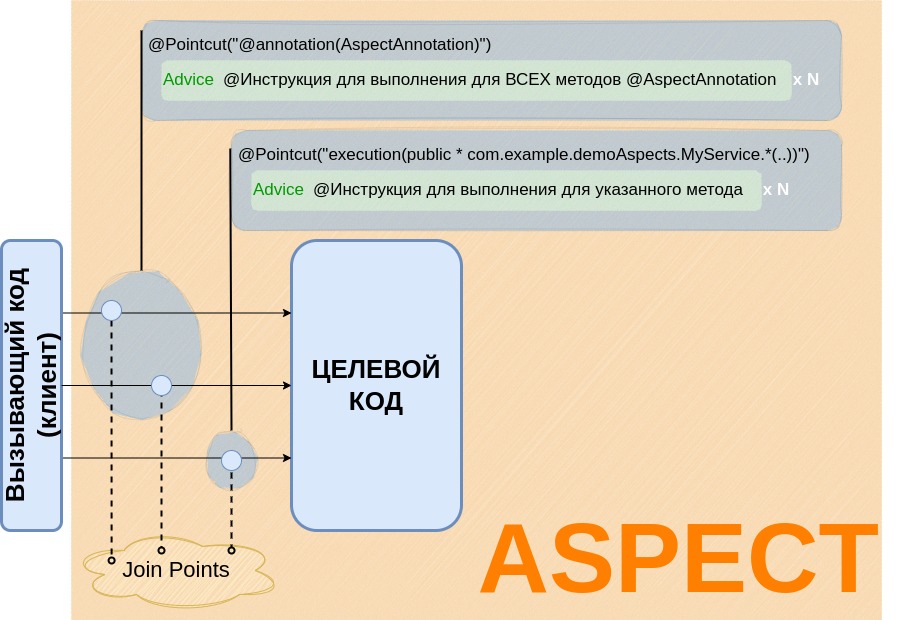 @Pointcut("@annotation(AspectAnnotation)")
Advice @Инструкция для выполнения для ВСЕХ методов @AspectAnnotation x N
@Pointcut("execution(public * com.example.demoAspects.MyService.*(..))")
Advice @Инструкция для выполнения для указанного метода x N
Вызывающий код
(клиент)
ЦЕЛЕВОЙ
КОД
Join Points
ASPECT